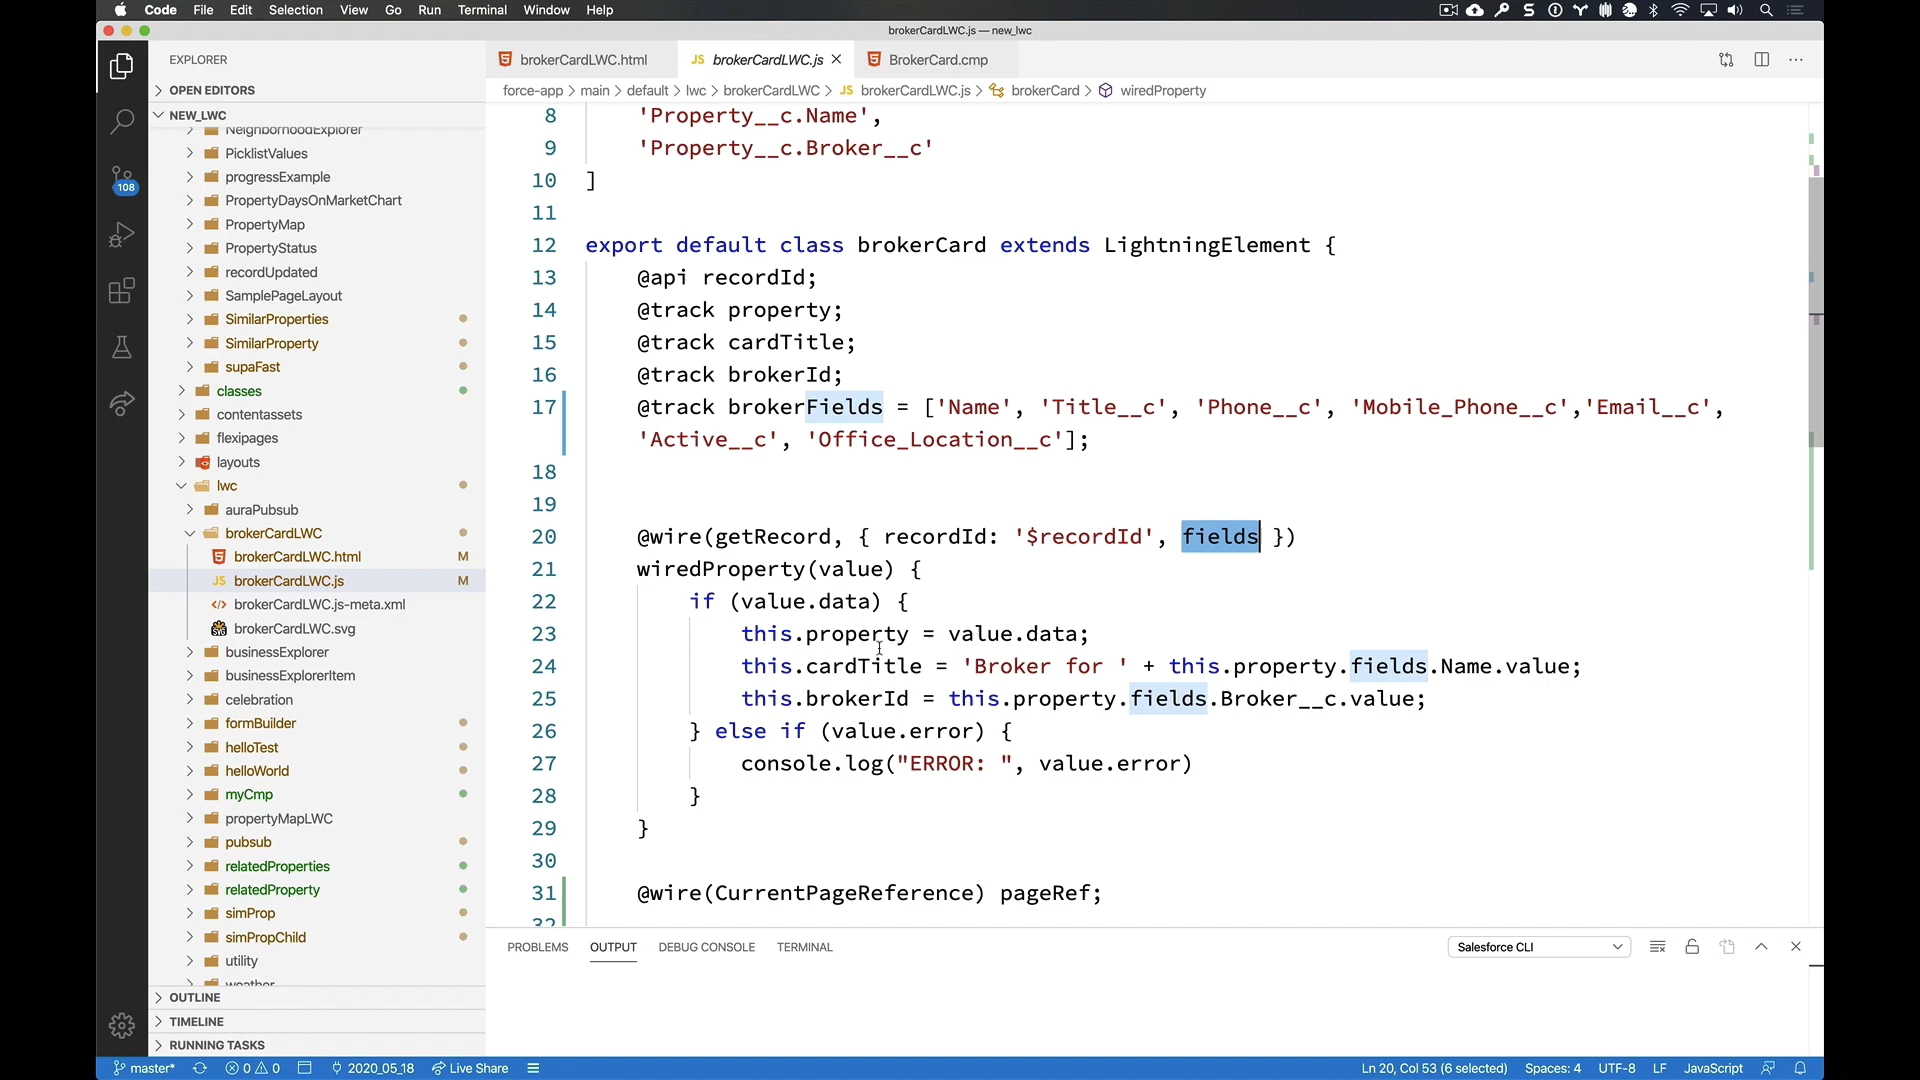 Code File Edit Selection View Go Run Terminal Window Help
brokerCardLWC.js — new_lwc
EXPLORER
OPEN EDITORS
NEW_LWC
NeighborhoodExplorer
PicklistValues
progressExample
PropertyDaysOnMarketChart
PropertyMap
PropertyStatus
recordUpdated
SamplePageLayout
SimilarProperties
SimilarProperty
supaFast
classes
contentassets
flexipages
layouts
lwc
auraPubsub
brokerCardLWC
brokerCardLWC.html M
brokerCardLWC.js M
brokerCardLWC.js-meta.xml
brokerCardLWC.svg
businessExplorer
businessExplorerItem
celebration
formBuilder
helloTest
helloWorld
myCmp
propertyMapLWC
pubsub
relatedProperties
relatedProperty
simProp
simPropChild
utility
weather
OUTLINE
TIMELINE
RUNNING TASKS
108
brokerCardLWC.html JS brokerCardLWC.js BrokerCard.cmp
force-app > main > default > lwc > brokerCardLWC > JS brokerCardLWC.js > brokerCard > wiredProperty
8 'Property__c.Name',
9 'Property__c.Broker__c'
10 ]
11
12 export default class brokerCard extends LightningElement {
13 @api recordId;
14 @track property;
15 @track cardTitle;
16 @track brokerId;
17 @track brokerFields = ['Name', 'Title__c', 'Phone__c', 'Mobile_Phone__c','Email__c',
'Active__c', 'Office_Location__c'];
18
19
20 @wire(getRecord, { recordId: '$recordId', fields })
21 wiredProperty(value) {
22 if (value.data) {
23 this.property = value.data;
24 this.cardTitle = 'Broker for ' + this.property.fields.Name.value;
25 this.brokerId = this.property.fields.Broker__c.value;
26 } else if (value.error) {
27 console.log("ERROR: ", value.error)
28 }
29 }
30
31 @wire(CurrentPageReference) pageRef;
32
PROBLEMS OUTPUT DEBUG CONSOLE TERMINAL
Salesforce CLI
master* 0 0 2020_05_18 Live Share
Ln 20, Col 53 (6 selected) Spaces: 4 UTF-8 LF JavaScript